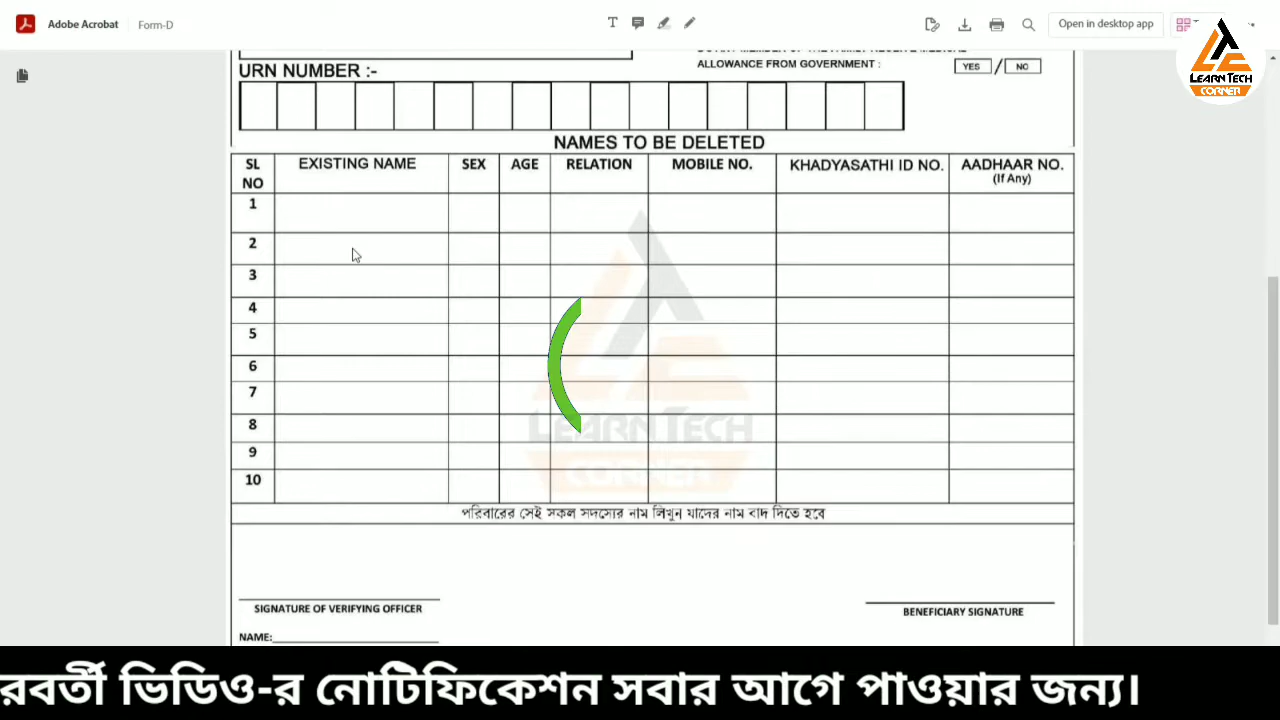 Adobe Acrobat Form-D Open in desktop app
LEARN TECH
CORNER
ALLOWANCE FROM GOVERNMENT : YES / NO
URN NUMBER :-
NAMES TO BE DELETED
SL NO EXISTING NAME SEX AGE RELATION MOBILE NO. KHADYASATHI ID NO. AADHAAR NO. (If Any)
1
2
3
4
5
6
7
8
9
10
LEARN TECH
CORNER
পরিবারের সেই সকল সদস্যের নাম লিখুন যাদের নাম বাদ দিতে হবে
SIGNATURE OF VERIFYING OFFICER BENEFICIARY SIGNATURE
NAME:
রবর্তী ভিডিও-র নোটিফিকেশন সবার আগে পাওয়ার জন্য।